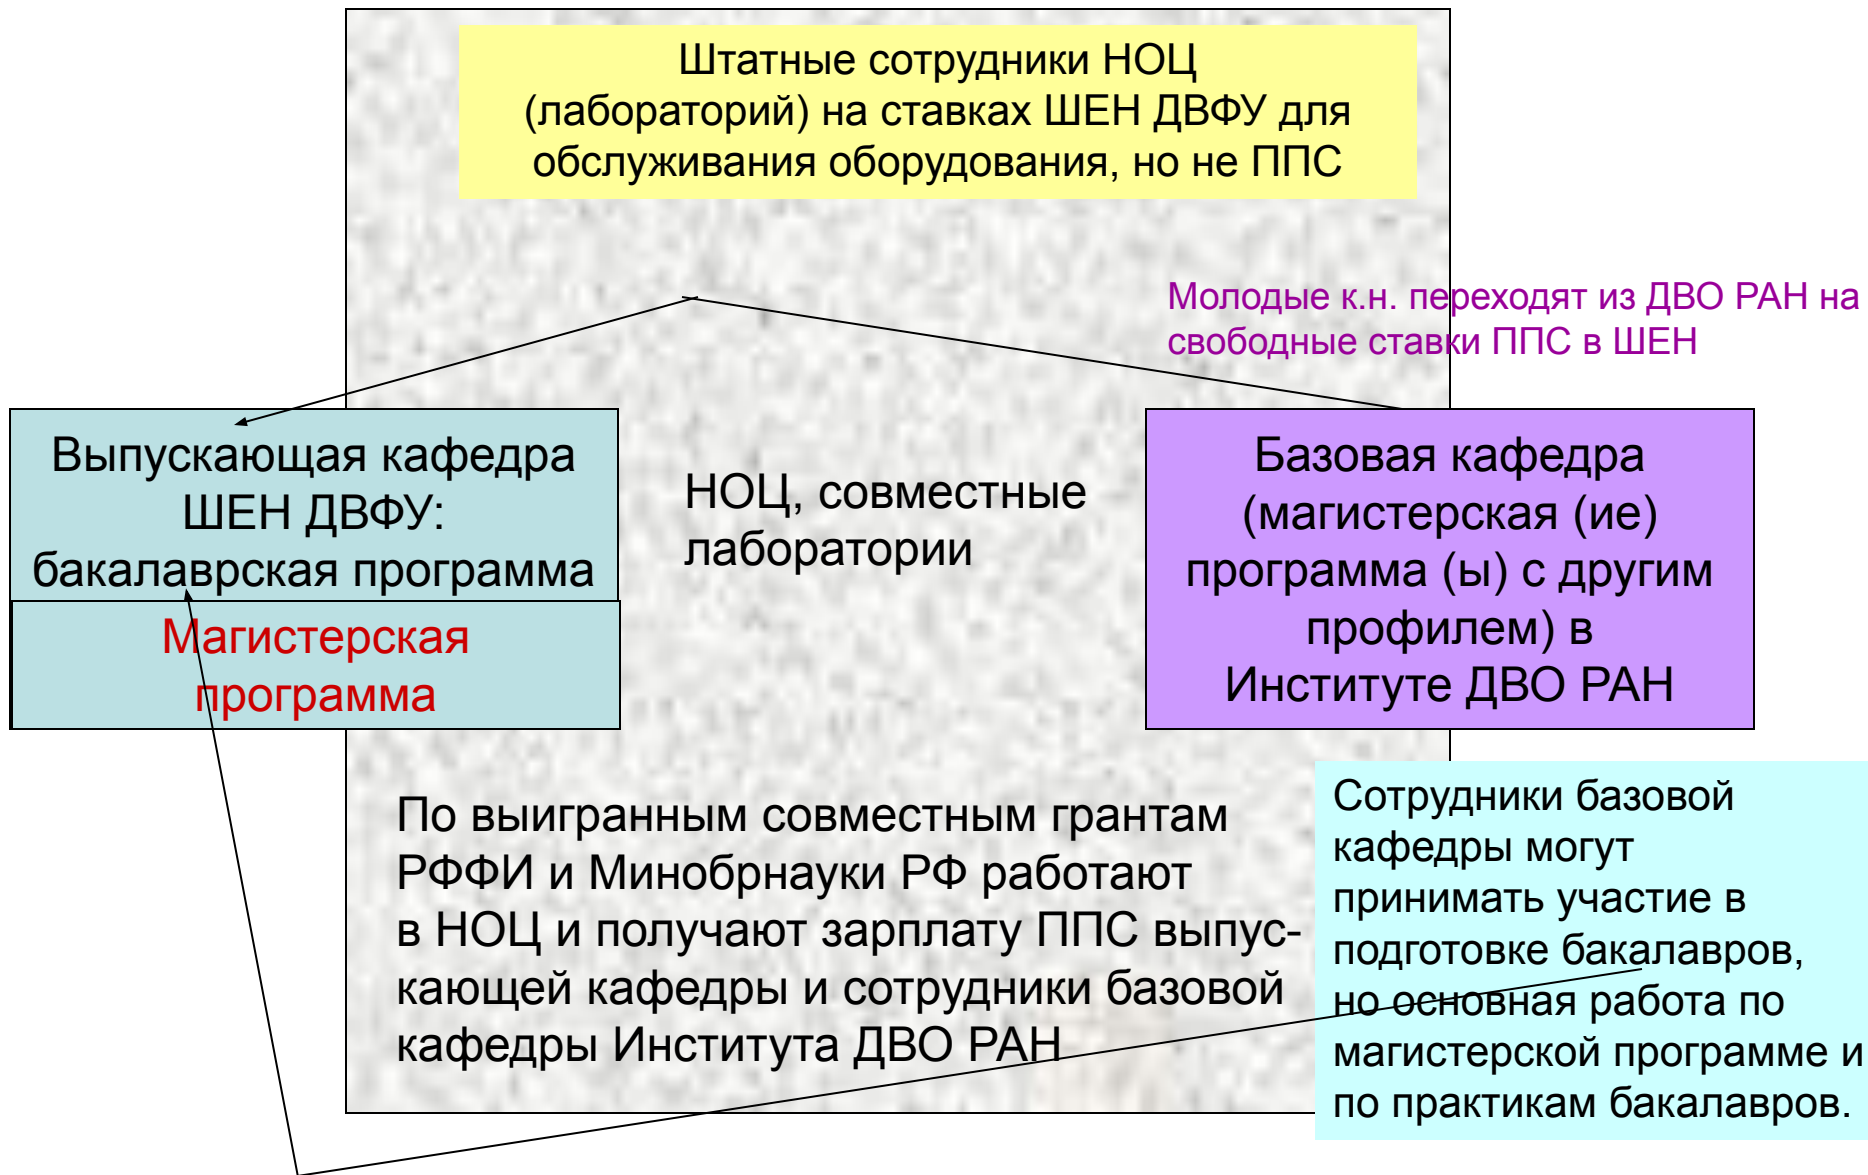 Штатные сотрудники НОЦ
(лабораторий) на ставках ШЕН ДВФУ для
обслуживания оборудования, но не ППС
Молодые к.н. переходят из ДВО РАН на
свободные ставки ППС в ШЕН
Выпускающая кафедра
ШЕН ДВФУ:
бакалаврская программа
Магистерская
программа
НОЦ, совместные
лаборатории
Базовая кафедра
(магистерская (ие)
программа (ы) с другим
профилем) в
Институте ДВО РАН
По выигранным совместным грантам
РФФИ и Минобрнауки РФ работают
в НОЦ и получают зарплату ППС выпус-
кающей кафедры и сотрудники базовой
кафедры Института ДВО РАН
Сотрудники базовой
кафедры могут
принимать участие в
подготовке бакалавров,
но основная работа по
магистерской программе и
по практикам бакалавров.